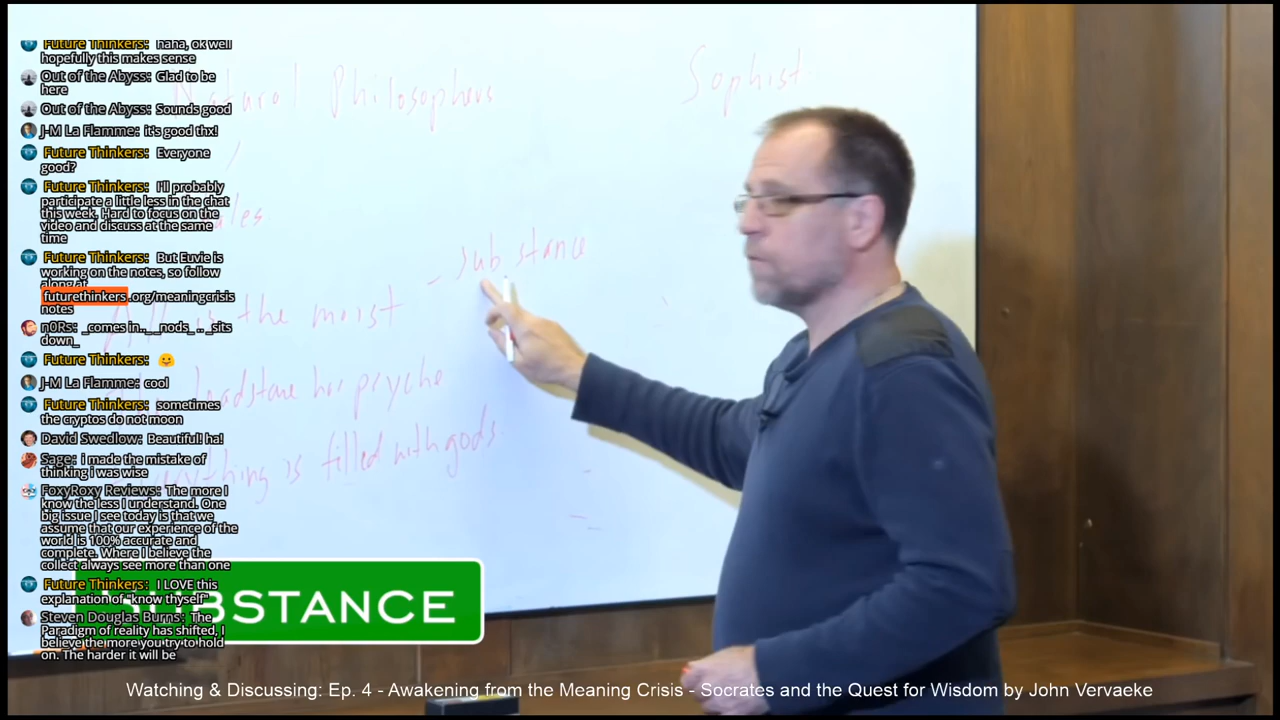 Future Thinkers: haha, ok well
hopefully this makes sense
Out of the Abyss: Glad to be
here
Out of the Abyss: Sounds good
J-M La Flamme: it's good thx!
Future Thinkers: Everyone
good?
Future Thinkers: I'll probably
participate a little less in the chat
this week. Hard to focus on the
video and discuss at the same
time
Future Thinkers: But Euvie is
working on the notes, so follow
along at
futurethinkers.org/meaningcrisis
notes
n0Rs: _comes in.._ _nods_ .. _sits
down_
Future Thinkers:
J-M La Flamme: cool
Future Thinkers: sometimes
the cryptos do not moon
David Swedlow: Beautiful! ha!
Sage: i made the mistake of
thinking i was wise
FoxyRoxy Reviews: The more I
know the less I understand. One
big issue I see today is that we
assume that our experience of the
world is 100% accurate and
complete. Where I believe the
collect always see more than one
Future Thinkers: I LOVE this
explanation of "know thyself"
Steven Douglas Burns: The
Paradigm of reality has shifted, I
believe the more you try to hold
on. The harder it will be
Natural Philosophers
Sophist
- substance
All is the moist
loadstone has psyche
everything is filled with gods.
SUBSTANCE
Watching & Discussing: Ep. 4 - Awakening from the Meaning Crisis - Socrates and the Quest for Wisdom by John Vervaeke